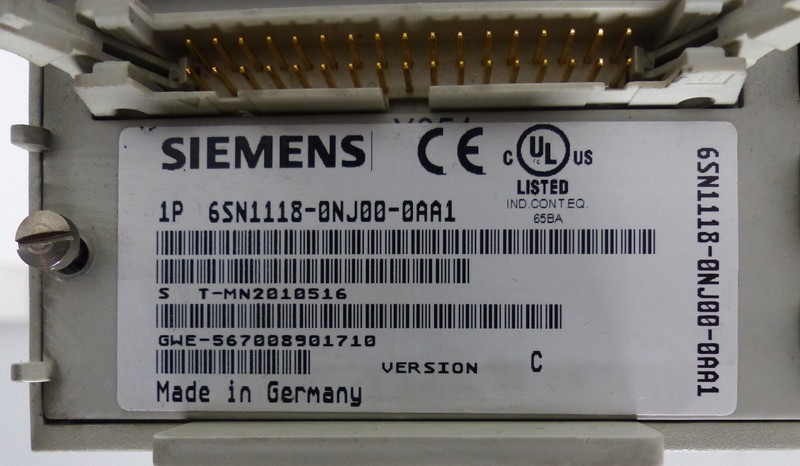 SIEMENS
CE
C UL US
LISTED
IND.CONT.EQ.
65BA
1P 6SN1118-0NJ00-0AA1
S T-MN2010516
GWE-567008901710
VERSION C
Made in Germany
6SN1118-0NJ00-0AA1